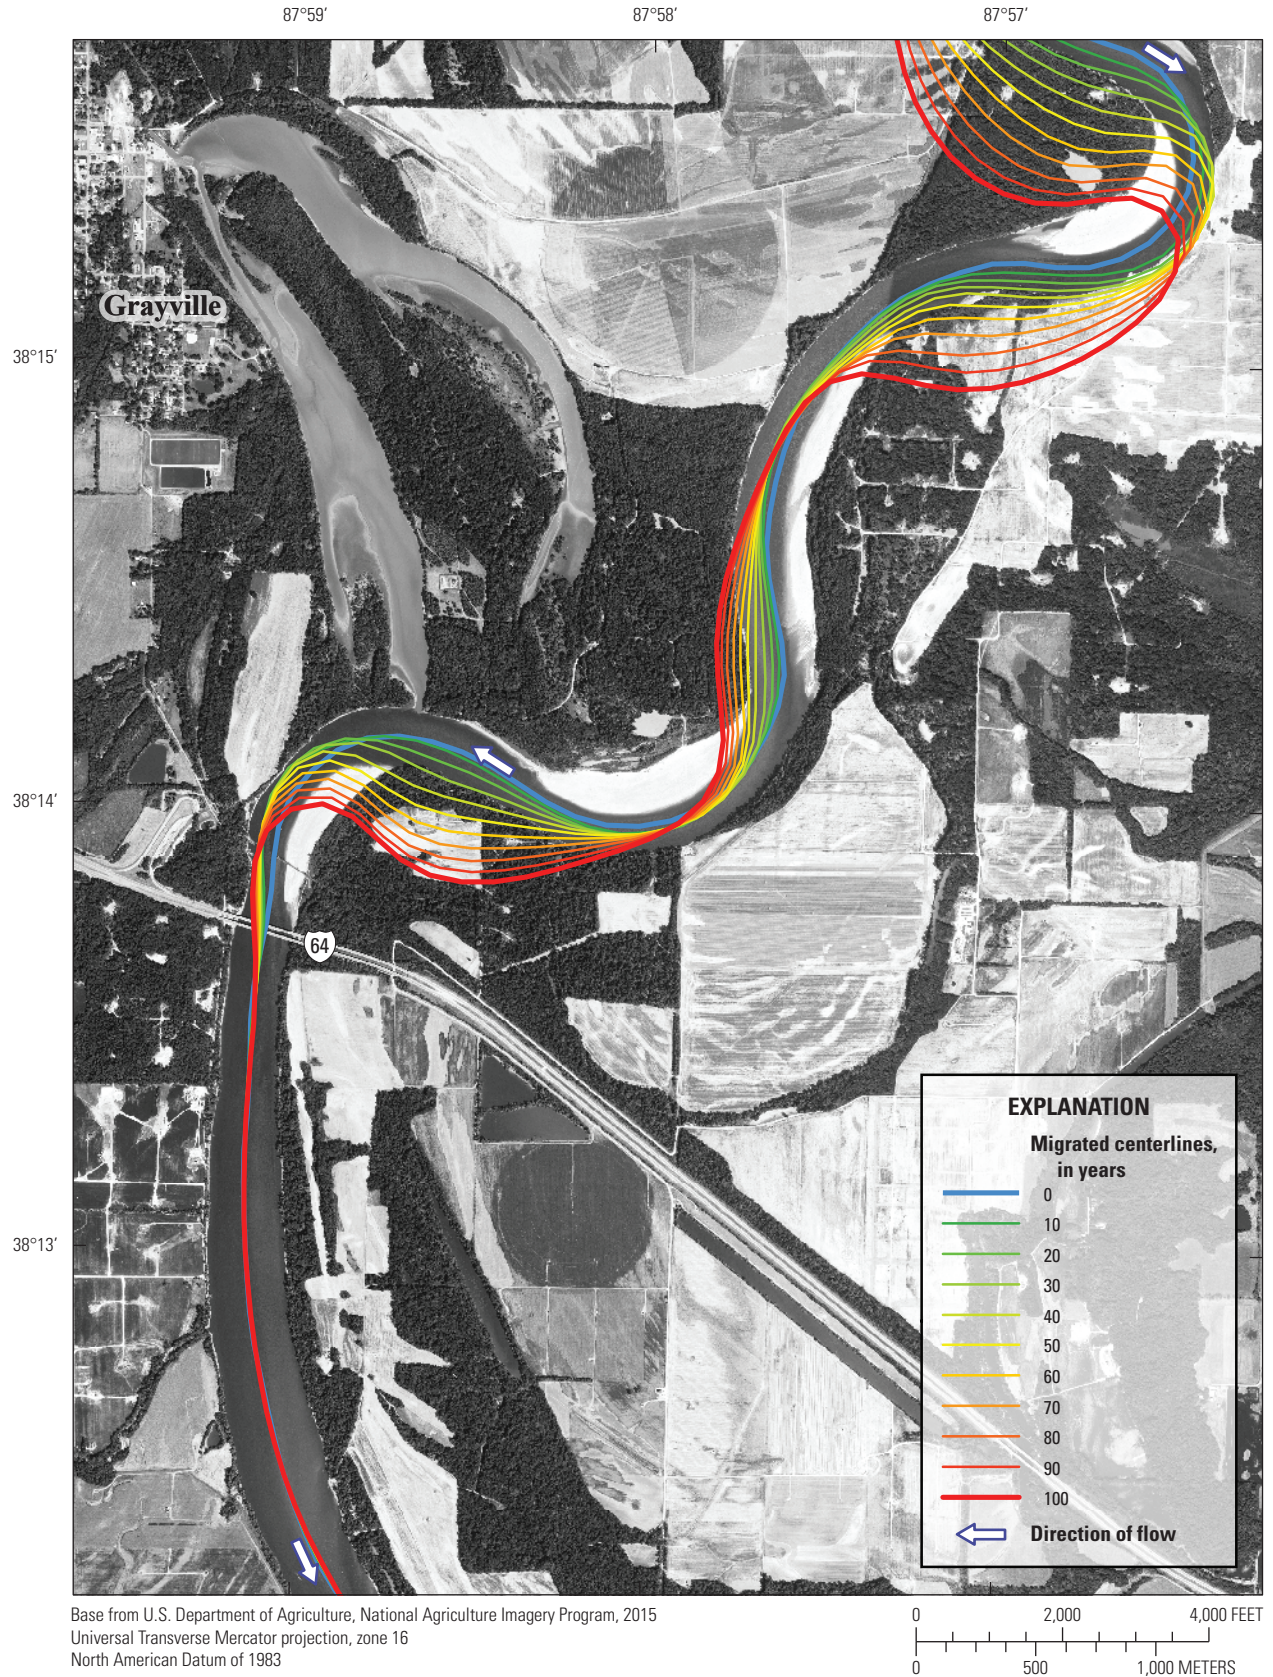 87°59′ 87°58′ 87°57′
Grayville
38°15′
38°14′
64
38°13′
EXPLANATION
Migrated centerlines,
in years
0
10
20
30
40
50
60
70
80
90
100
Direction of flow
Base from U.S. Department of Agriculture, National Agriculture Imagery Program, 2015
Universal Transverse Mercator projection, zone 16
North American Datum of 1983
0 2,000 4,000 FEET
0 500 1,000 METERS